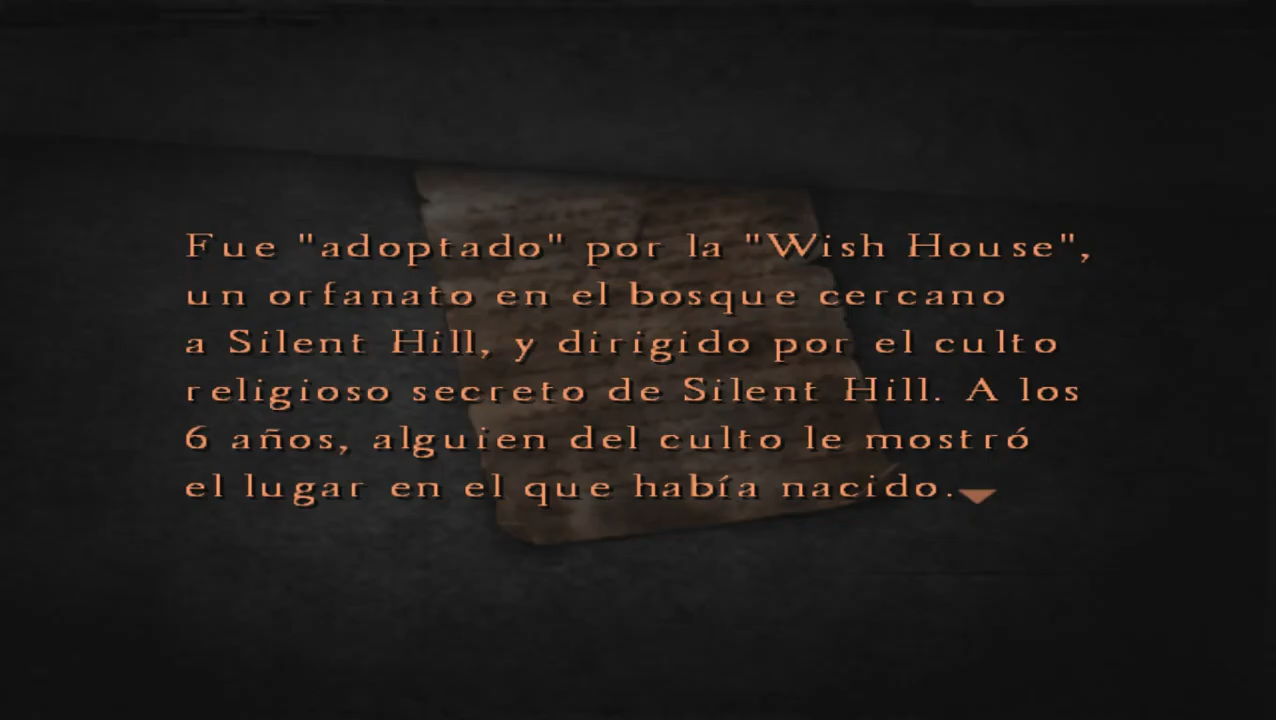 Fue "adoptado" por la "Wish House",
un orfanato en el bosque cercano
a Silent Hill, y dirigido por el culto
religioso secreto de Silent Hill. A los
6 años, alguien del culto le mostró
el lugar en el que había nacido.